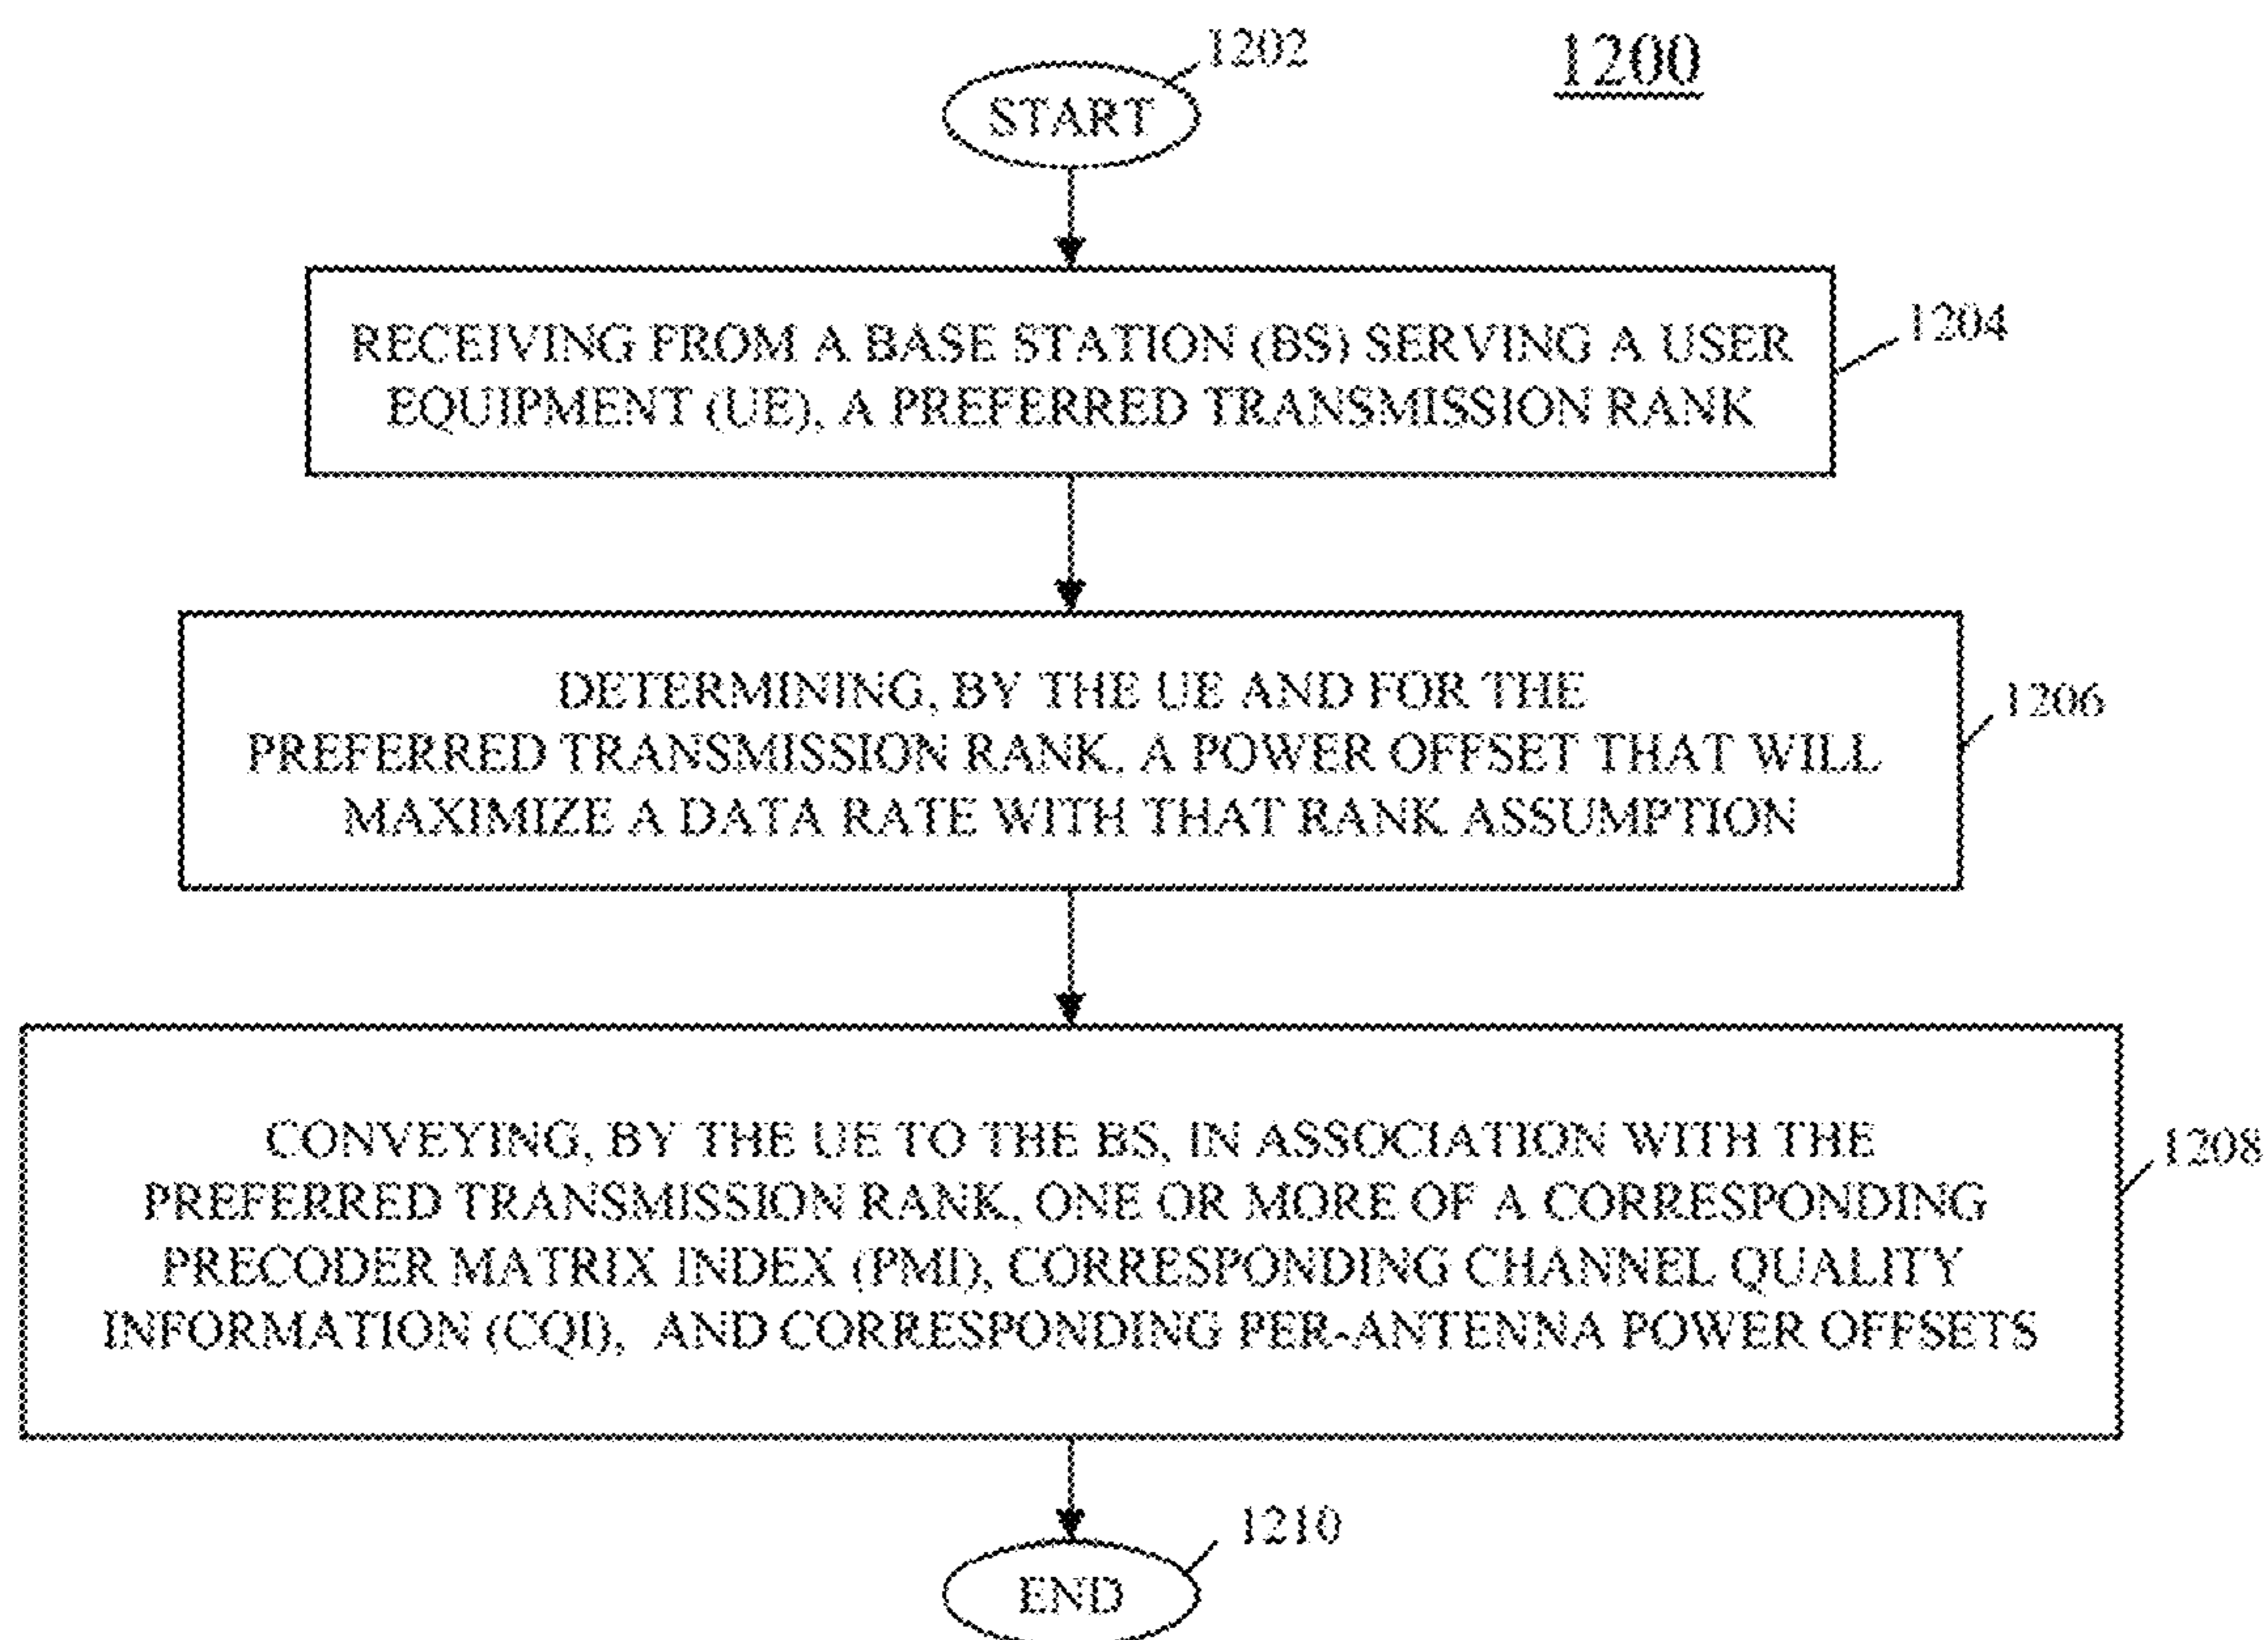 1202
1200
START
RECEIVING FROM A BASE STATION (BS) SERVING A USER
EQUIPMENT (UE), A PREFERRED TRANSMISSION RANK
1204
DETERMINING, BY THE UE AND FOR THE
PREFERRED TRANSMISSION RANK, A POWER OFFSET THAT WILL
MAXIMIZE A DATA RATE WITH THAT RANK ASSUMPTION
1206
CONVEYING, BY THE UE TO THE BS, IN ASSOCIATION WITH THE
PREFERRED TRANSMISSION RANK, ONE OR MORE OF A CORRESPONDING
PRECODER MATRIX INDEX (PMI), CORRESPONDING CHANNEL QUALITY
INFORMATION (CQI), AND CORRESPONDING PER-ANTENNA POWER OFFSETS
1208
1210
END